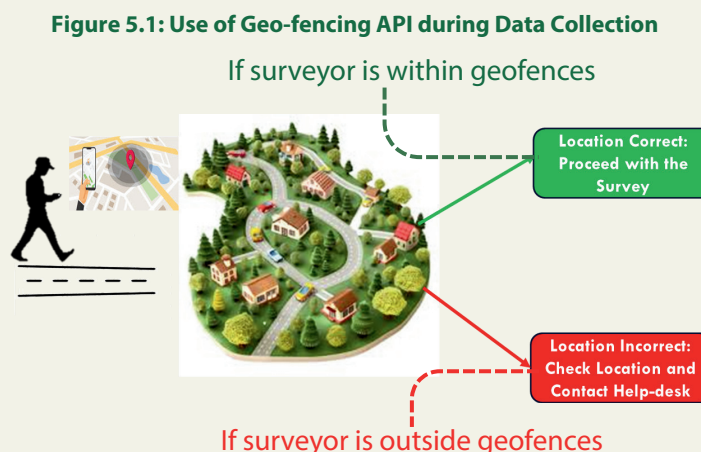 Figure 5.1: Use of Geo-fencing API during Data Collection
If surveyor is within geofences
Location Correct:
Proceed with the
Survey
Location Incorrect:
Check Location and
Contact Help-desk
If surveyor is outside geofences